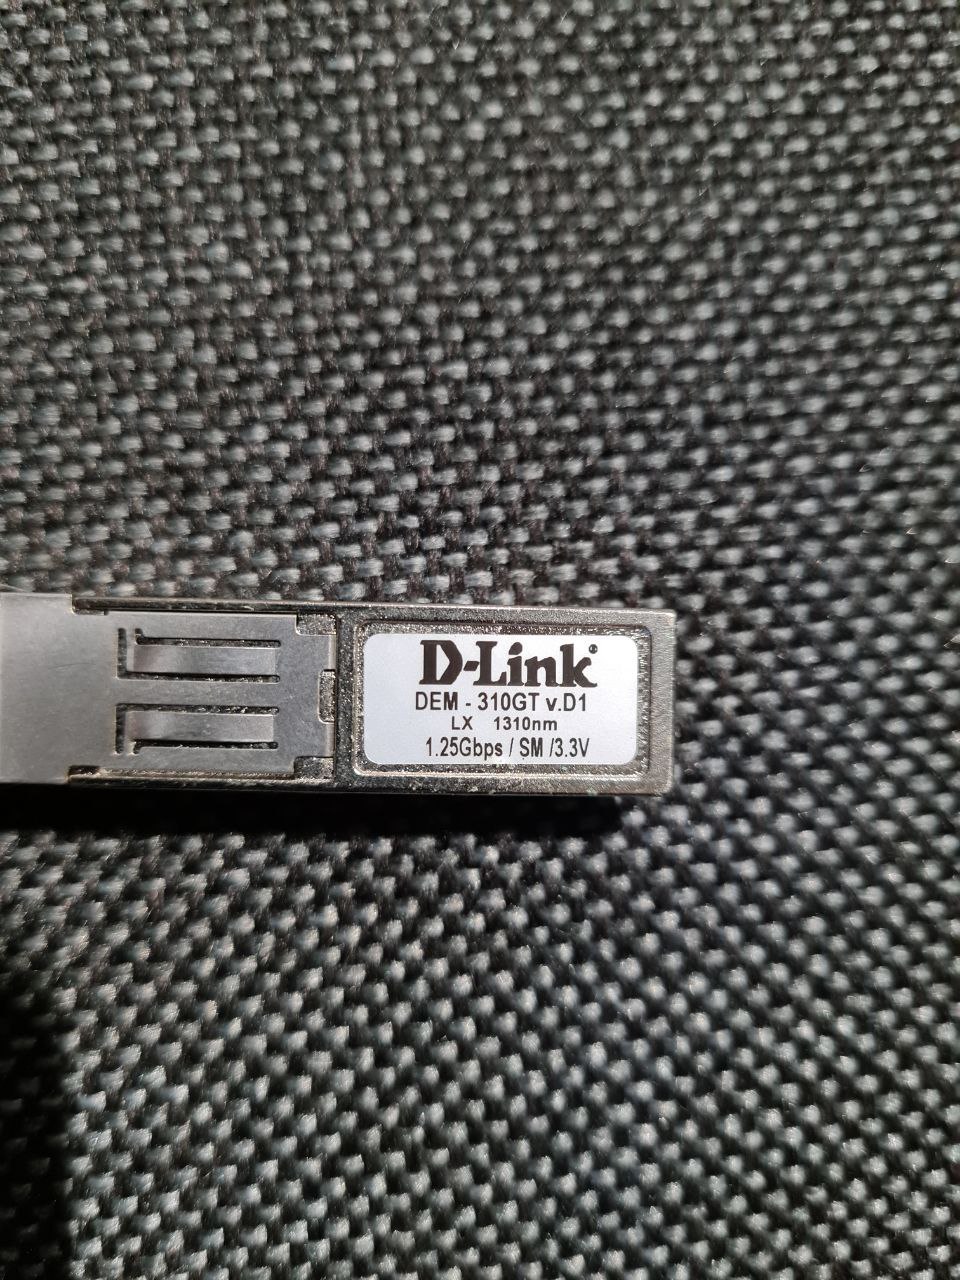 D-Link®
DEM - 310GT v.D1
LX 1310nm
1.25Gbps / SM /3.3V